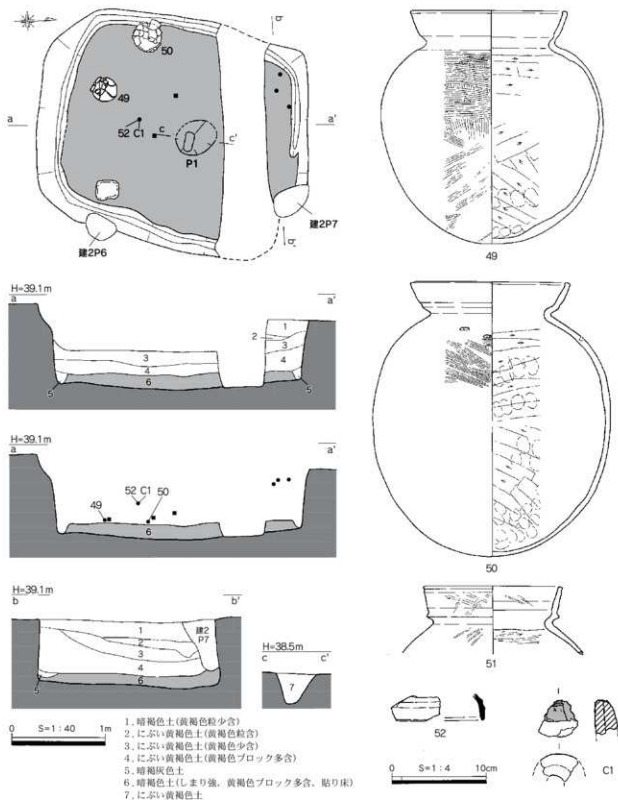 50
49
52 C1
c
c'
P1
a
a'
b
b'
建2P6
建2P7
49
H=39.1m
a
a'
1
2
3
3
4
4
5
6
5
H=39.1m
a
a'
52 C1
49
50
6
50
H=39.1m
b
b'
1
2
3
4
5
6
建2
P7
H=38.5m
c
c'
7
51
52
C1
0 S=1:40 1m
1.暗褐色土(黄褐色粒少含)
2.にぶい黄褐色土(黄褐色粒含)
3.にぶい黄褐色土(黄褐色少含)
4.にぶい黄褐色土(黄褐色ブロック多含)
5.暗褐灰色土
6.暗褐色土(しまり強、黄褐色ブロック多含、貼り床)
7.にぶい黄褐色土
0 S=1:4 10cm